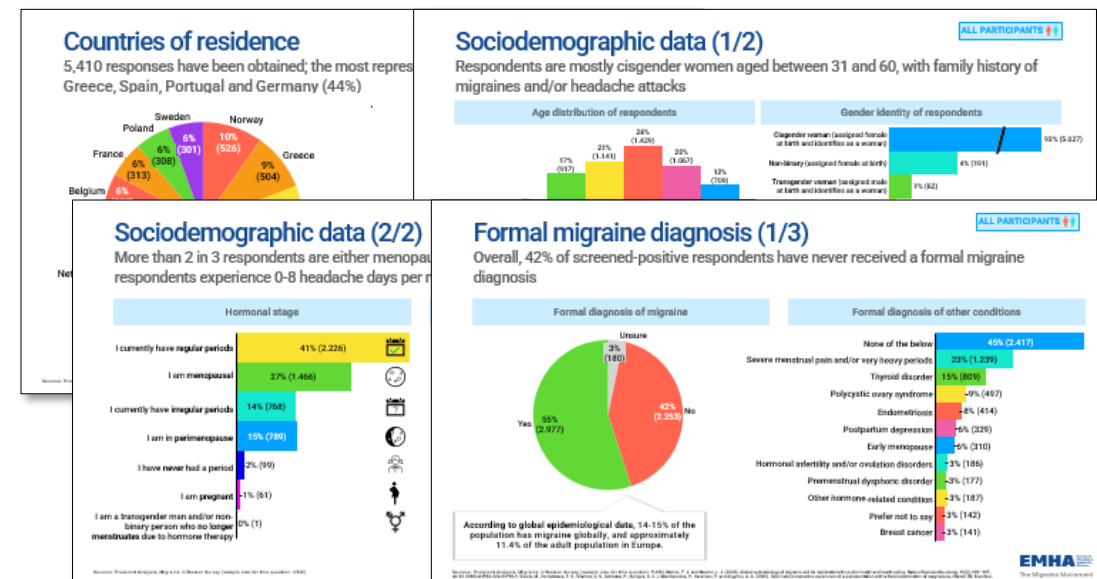 Countries of residence
5,410 responses have been obtained; the most repres
Greece, Spain, Portugal and Germany (44%)
Sweden
6%
(301)
Norway
10%
(526)
Poland
6%
(308)
Greece
9%
(504)
France
6%
(313)
Belgium
6%
Sociodemographic data (1/2)
ALL PARTICIPANTS
Respondents are mostly cisgender women aged between 31 and 60, with family history of
migraines and/or headache attacks
Age distribution of respondents
17%
(917)
21%
(1.141)
26%
(1.429)
20%
(1.067)
13%
(709)
Gender identity of respondents
Cisgender woman (assigned female
at birth and identifies as a woman)
93% (5.027)
Non-binary (assigned female at birth)
4% (191)
Transgender woman (assigned male
at birth and identifies as a woman)
1% (62)
Sociodemographic data (2/2)
More than 2 in 3 respondents are either menopau
respondents experience 0-8 headache days per r
Hormonal stage
I currently have regular periods
41% (2.226)
I am menopausal
27% (1.466)
I currently have irregular periods
14% (768)
I am in perimenopause
15% (789)
I have never had a period
2% (99)
I am pregnant
1% (61)
I am a transgender man and/or non-
binary person who no longer
menstruates due to hormone therapy
0% (1)
Formal migraine diagnosis (1/3)
ALL PARTICIPANTS
Overall, 42% of screened-positive respondents have never received a formal migraine
diagnosis
Formal diagnosis of migraine
Unsure
3%
(180)
Yes
55%
(2.977)
42%
(2.253)
No
According to global epidemiological data, 14-15% of the
population has migraine globally, and approximately
11.4% of the adult population in Europe.
Formal diagnosis of other conditions
None of the below
45% (2.417)
Severe menstrual pain and/or very heavy periods
23% (1.239)
Thyroid disorder
15% (809)
Polycystic ovary syndrome
9% (497)
Endometriosis
8% (414)
Postpartum depression
6% (329)
Early menopause
6% (310)
Hormonal infertility and/or ovulation disorders
3% (186)
Premenstrual dysphoric disorder
3% (177)
Other hormone-related condition
3% (187)
Prefer not to say
3% (142)
Breast cancer
3% (141)
EMHA
The Migraine Movement